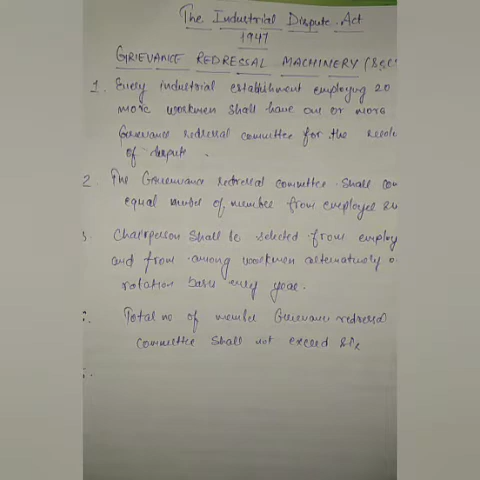 The Industrial Dispute Act
1947
GRIEVANCE REDRESSAL MACHINERY
1. Every industrial establishment employing 20
more workmen shall have one or more
Grievance redressal committee for the
of dispute.
2. The Grievance redressal committee shall
equal number of member from employee
Chairperson shall be selected from employ
and from among workmen alternatively o
rotation basis every year.
Total no of member Grievance redressal
committee shall not exceed six